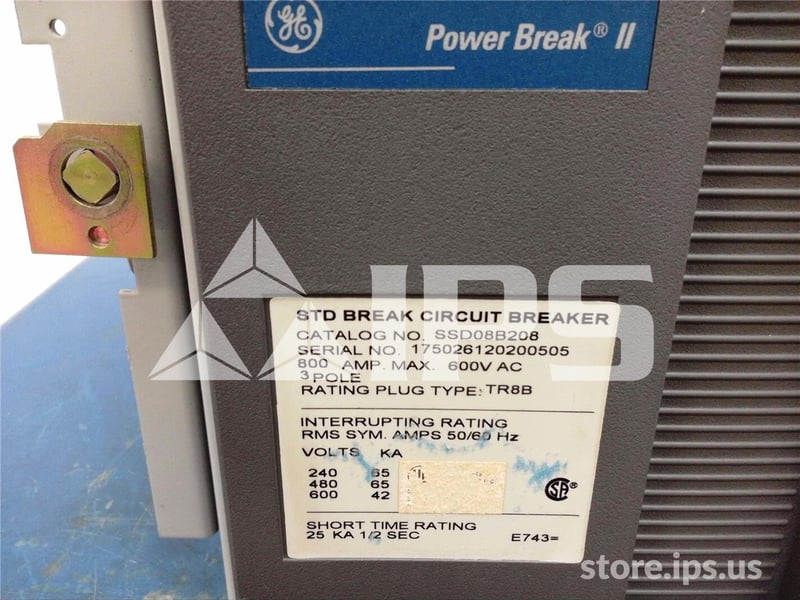 GE
Power Break® II
IPS
STD BREAK CIRCUIT BREAKER
CATALOG NO. SSD08B208
SERIAL NO. 175026120200505
800 AMP. MAX. 600V AC
3 POLE
RATING PLUG TYPE: TR8B
INTERRUPTING RATING
RMS SYM. AMPS 50/60 Hz
VOLTS KA
240 65
480 65
600 42
SHORT TIME RATING
25 KA 1/2 SEC
E743=
store.ips.us